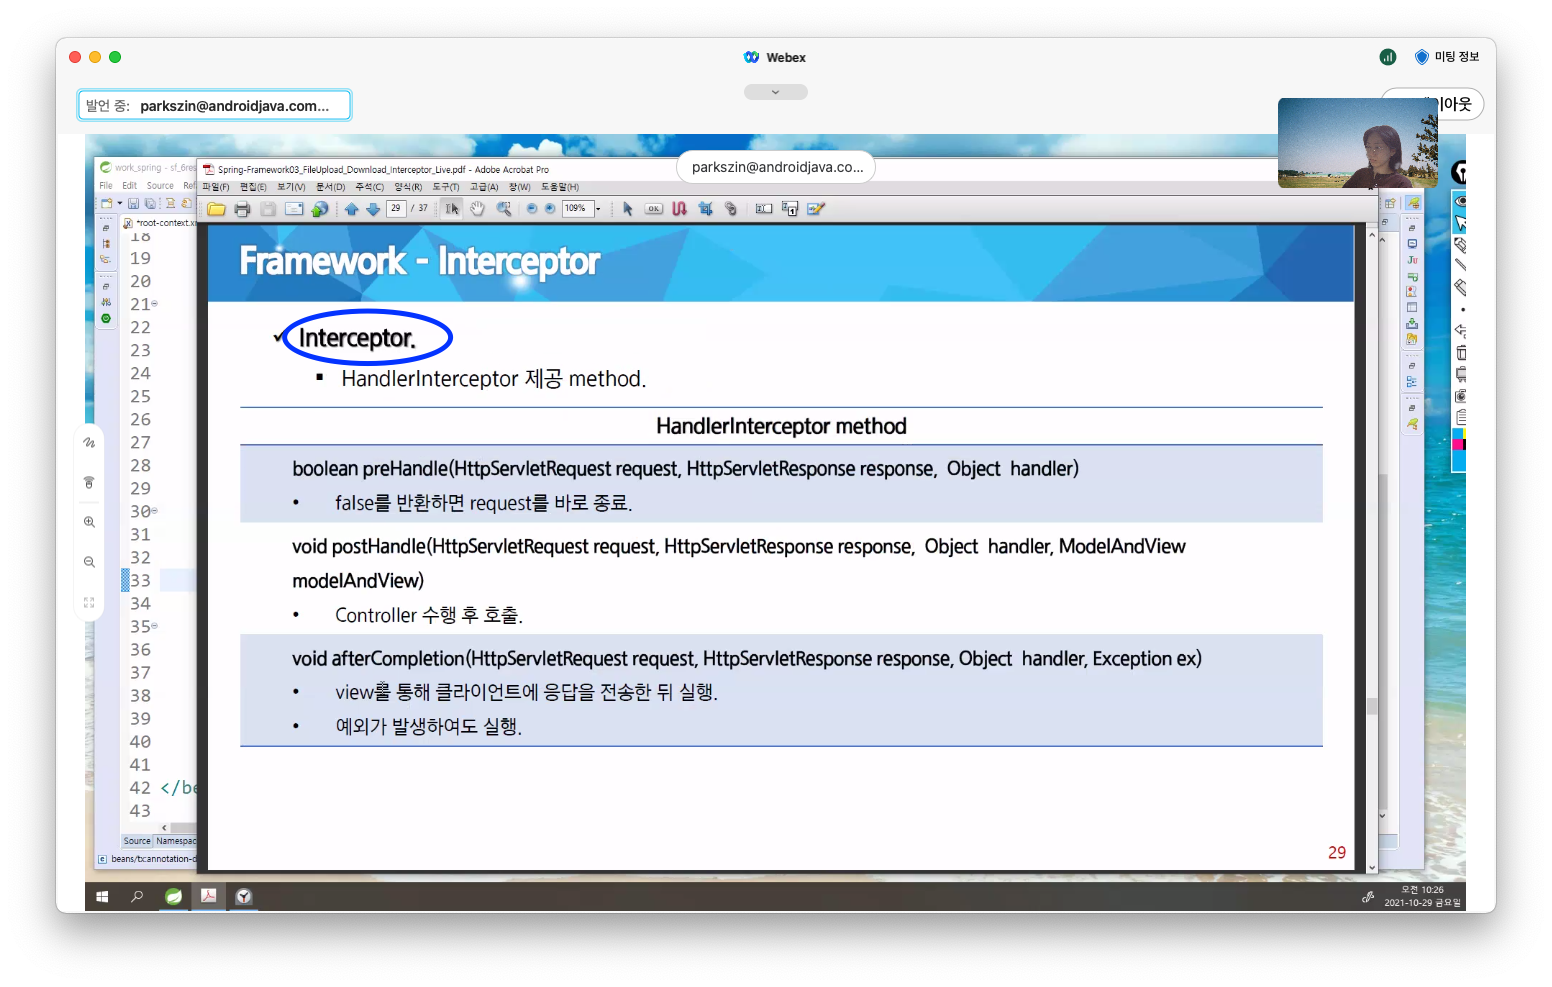 Webex
미팅 정보
발언 중: parkszin@androidjava.com...
이아웃
work_spring - sf_6res
Spring-Framework03_FileUpload_Download_Interceptor_Live.pdf - Adobe Acrobat Pro
parkszin@androidjava.co...
File Edit Source Ref
파일(F) 편집(E) 보기(V) 문서(D) 주석(C) 양식(R) 도구(T) 고급(A) 창(W) 도움말(H)
29 / 37
OK
109%
*root-context.x
18
19
20
21
22
23
24
25
26
27
28
29
30
31
32
33
34
35
36
37
38
39
40
41
42 </be
43
Framework - Interceptor
Interceptor.
HandlerInterceptor 제공 method.
HandlerInterceptor method
boolean preHandle(HttpServletRequest request, HttpServletResponse response, Object handler)
• false를 반환하면 request를 바로 종료.
void postHandle(HttpServletRequest request, HttpServletResponse response, Object handler, ModelAndView
modelAndView)
• Controller 수행 후 호출.
void afterCompletion(HttpServletRequest request, HttpServletResponse response, Object handler, Exception ex)
• view를 통해 클라이언트에 응답을 전송한 뒤 실행.
• 예외가 발생하여도 실행.
29
Source Namespac
beans/tx:annotation-d
오전 10:26
2021-10-29 금요일